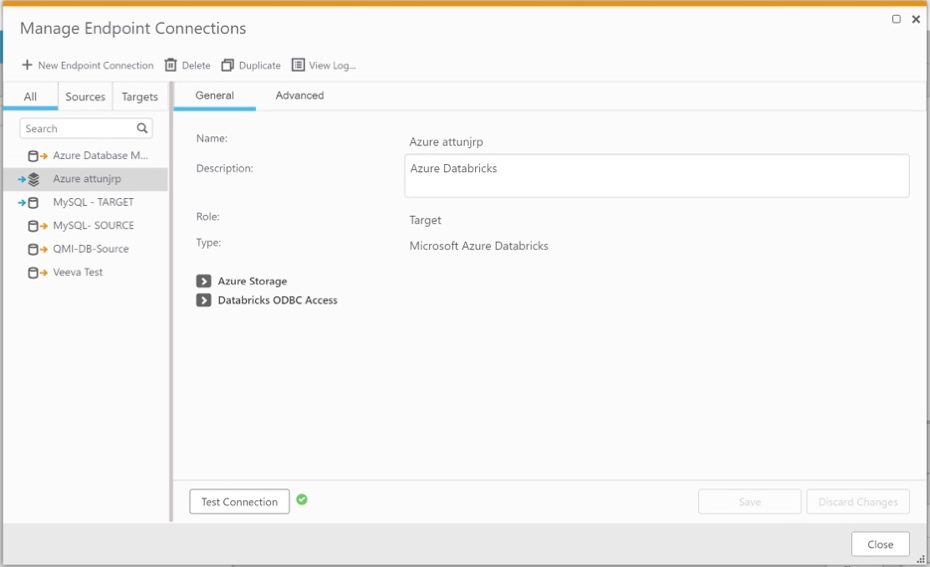 Manage Endpoint Connections
New Endpoint Connection Delete Duplicate View Log...
All Sources Targets
General Advanced
Search
Azure Database M...
Azure attunjrp
MySQL - TARGET
MySQL- SOURCE
QMI-DB-Source
Veeva Test
Name: Azure attunjrp
Description: Azure Databricks
Role: Target
Type: Microsoft Azure Databricks
Azure Storage
Databricks ODBC Access
Test Connection Save Discard Changes
Close